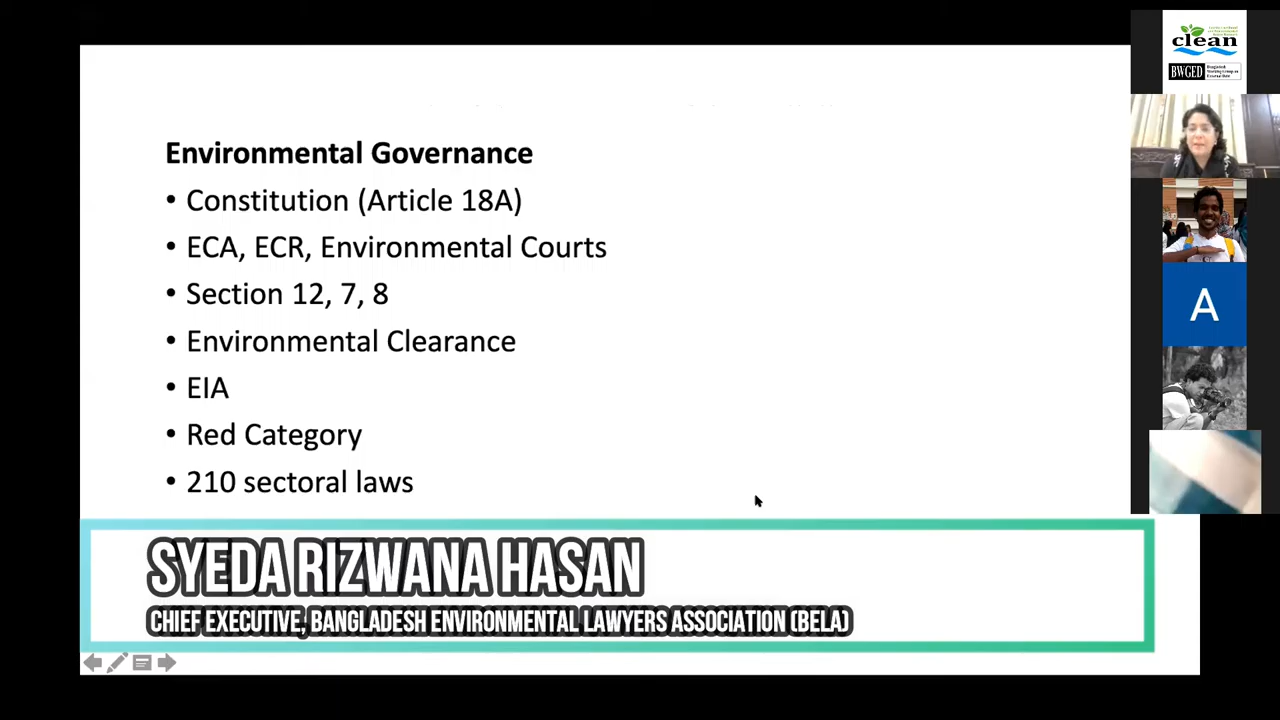 Environmental Governance
• Constitution (Article 18A)
• ECA, ECR, Environmental Courts
• Section 12, 7, 8
• Environmental Clearance
• EIA
• Red Category
• 210 sectoral laws
SYEDA RIZWANA HASAN
CHIEF EXECUTIVE, BANGLADESH ENVIRONMENTAL LAWYERS ASSOCIATION (BELA)
clean
BWGED
A